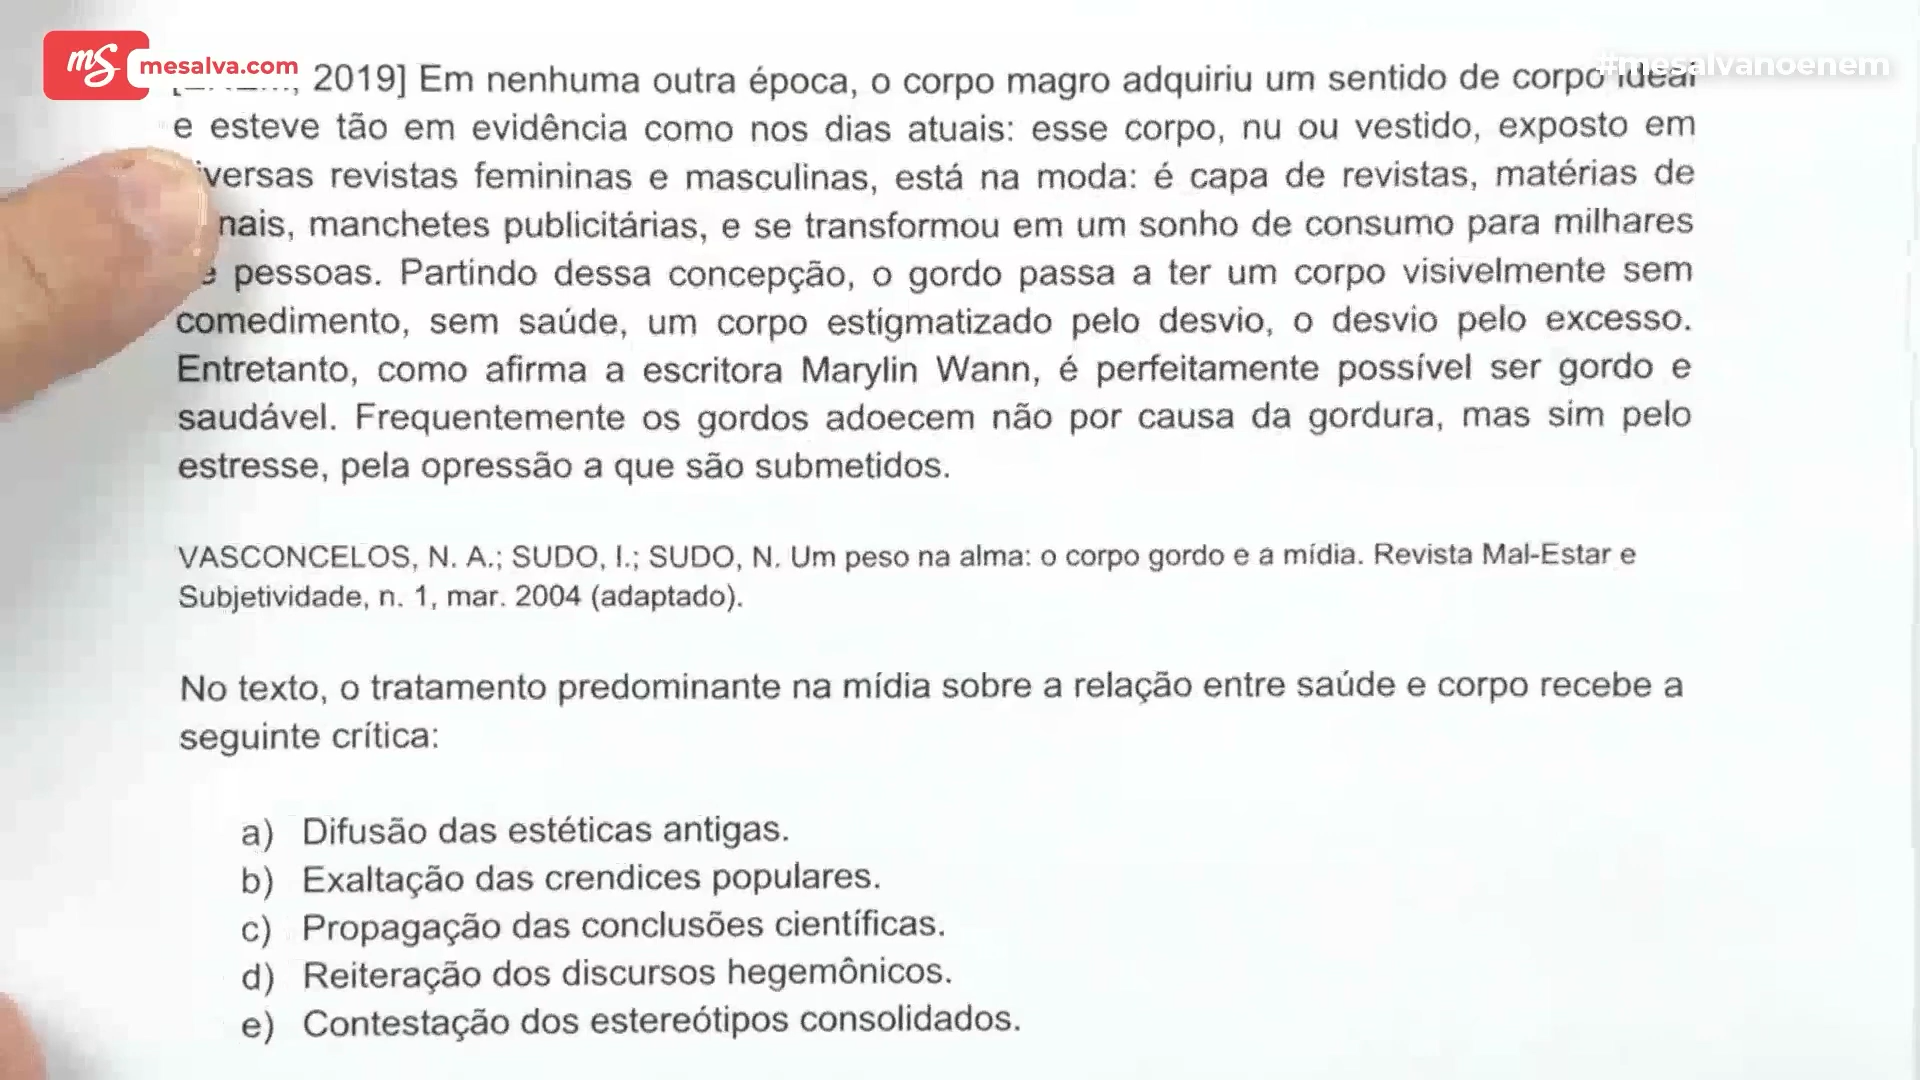 mS mesalva.com
#mesalvanoenem
2019] Em nenhuma outra época, o corpo magro adquiriu um sentido de corpo ideal
e esteve tão em evidência como nos dias atuais: esse corpo, nu ou vestido, exposto em
iversas revistas femininas e masculinas, está na moda: é capa de revistas, matérias de
nais, manchetes publicitárias, e se transformou em um sonho de consumo para milhares
e pessoas. Partindo dessa concepção, o gordo passa a ter um corpo visivelmente sem
comedimento, sem saúde, um corpo estigmatizado pelo desvio, o desvio pelo excesso.
Entretanto, como afirma a escritora Marylin Wann, é perfeitamente possível ser gordo e
saudável. Frequentemente os gordos adoecem não por causa da gordura, mas sim pelo
estresse, pela opressão a que são submetidos.
VASCONCELOS, N. A.; SUDO, I.; SUDO, N. Um peso na alma: o corpo gordo e a mídia. Revista Mal-Estar e
Subjetividade, n. 1, mar. 2004 (adaptado).
No texto, o tratamento predominante na mídia sobre a relação entre saúde e corpo recebe a
seguinte crítica:
a) Difusão das estéticas antigas.
b) Exaltação das crendices populares.
c) Propagação das conclusões científicas.
d) Reiteração dos discursos hegemônicos.
e) Contestação dos estereótipos consolidados.